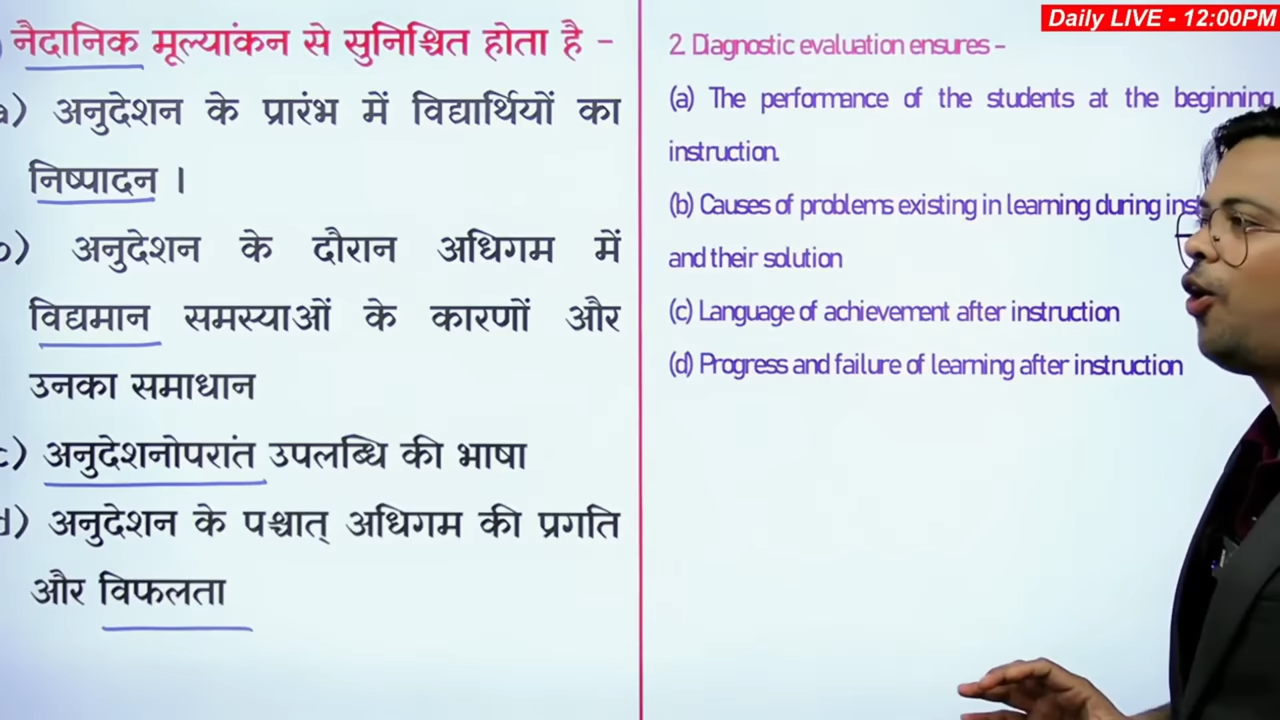 Daily LIVE - 12:00PM
नैदानिक मूल्यांकन से सुनिश्चित होता है -
a) अनुदेशन के प्रारंभ में विद्यार्थियों का
निष्पादन ।
b) अनुदेशन के दौरान अधिगम में
विद्यमान समस्याओं के कारणों और
उनका समाधान
c) अनुदेशनोपरांत उपलब्धि की भाषा
d) अनुदेशन के पश्चात् अधिगम की प्रगति
और विफलता
2. Diagnostic evaluation ensures -
(a) The performance of the students at the beginning
instruction.
(b) Causes of problems existing in learning during
and their solution
(c) Language of achievement after instruction
(d) Progress and failure of learning after instruction